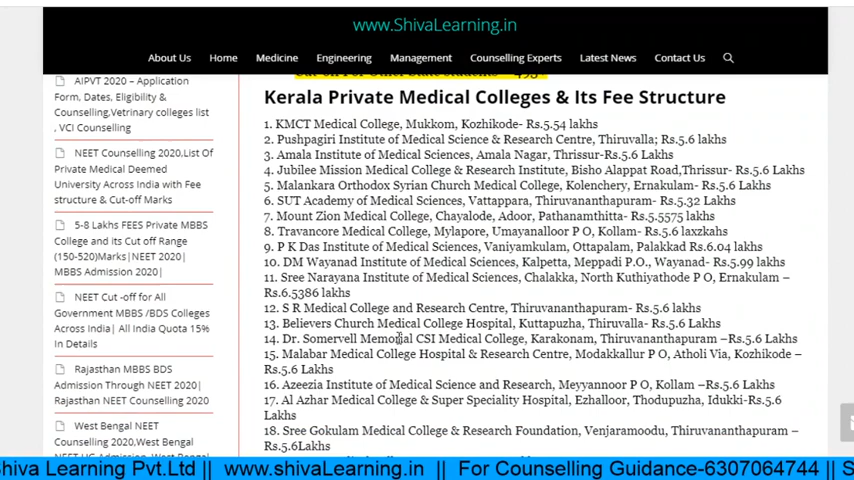 www.ShivaLearning.in
About Us Home Medicine Engineering Management Counselling Experts Latest News Contact Us
AIPVT 2020 – Application
Form, Dates, Eligibility &
Counselling,Vetrinary colleges list
, VCI Counselling
NEET Counselling 2020,List Of
Private Medical Deemed
University Across India with Fee
structure & Cut-off Marks
5-8 Lakhs FEES Private MBBS
College and its Cut off Range
(150-520)Marks|NEET 2020|
MBBS Admission 2020|
NEET Cut -off for All
Government MBBS /BDS Colleges
Across India| All India Quota 15%
In Details
Rajasthan MBBS BDS
Admission Through NEET 2020|
Rajasthan NEET Counselling 2020
West Bengal NEET
Counselling 2020,West Bengal
Kerala Private Medical Colleges & Its Fee Structure
1. KMCT Medical College, Mukkom, Kozhikode- Rs.5.54 lakhs
2. Pushpagiri Institute of Medical Science & Research Centre, Thiruvalla; Rs.5.6 lakhs
3. Amala Institute of Medical Sciences, Amala Nagar, Thrissur-Rs.5.6 Lakhs
4. Jubilee Mission Medical College & Research Institute, Bisho Alappat Road,Thrissur- Rs.5.6 Lakhs
5. Malankara Orthodox Syrian Church Medical College, Kolenchery, Ernakulam- Rs.5.6 Lakhs
6. SUT Academy of Medical Sciences, Vattappara, Thiruvananthapuram- Rs.5.32 Lakhs
7. Mount Zion Medical College, Chayalode, Adoor, Pathanamthitta- Rs.5.5575 lakhs
8. Travancore Medical College, Mylapore, Umayanalloor P O, Kollam- Rs.5.6 laxzkahs
9. P K Das Institute of Medical Sciences, Vaniyamkulam, Ottapalam, Palakkad Rs.6.04 lakhs
10. DM Wayanad Institute of Medical Sciences, Kalpetta, Meppadi P.O., Wayanad- Rs.5.99 lakhs
11. Sree Narayana Institute of Medical Sciences, Chalakka, North Kuthiyathode P O, Ernakulam –
Rs.6.5386 lakhs
12. S R Medical College and Research Centre, Thiruvananthapuram- Rs.5.6 lakhs
13. Believers Church Medical College Hospital, Kuttapuzha, Thiruvalla- Rs.5.6 Lakhs
14. Dr. Somervell Memorial CSI Medical College, Karakonam, Thiruvananthapuram –Rs.5.6 Lakhs
15. Malabar Medical College Hospital & Research Centre, Modakkallur P O, Atholi Via, Kozhikode –
Rs.5.6 Lakhs
16. Azeezia Institute of Medical Science and Research, Meyyannoor P O, Kollam –Rs.5.6 Lakhs
17. Al Azhar Medical College & Super Speciality Hospital, Ezhalloor, Thodupuzha, Idukki-Rs.5.6
Lakhs
18. Sree Gokulam Medical College & Research Foundation, Venjaramoodu, Thiruvananthapuram –
Rs.5.6Lakhs
Shiva Learning Pvt.Ltd || www.shivaLearning.in || For Counselling Guidance-6307064744 || S